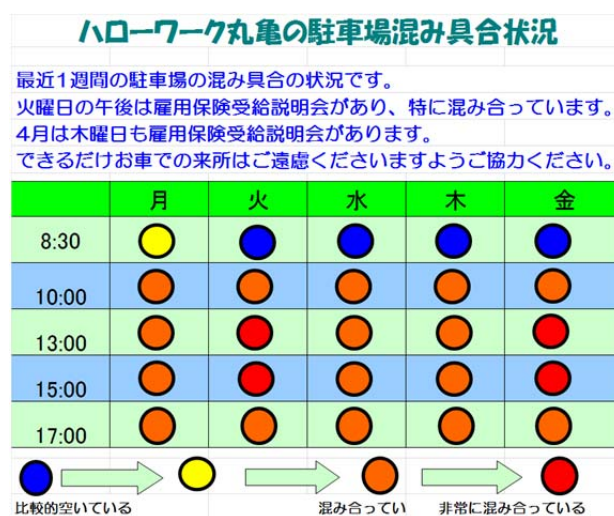 ハローワーク丸亀の駐車場混み具合状況
最近1週間の駐車場の混み具合の状況です。
火曜日の午後は雇用保険受給説明会があり、特に混み合っています。
4月は木曜日も雇用保険受給説明会があります。
できるだけお車での来所はご遠慮くださいますようご協力ください。
月 火 水 木 金
8:30
10:00
13:00
15:00
17:00
比較的空いている 混み合ってい 非常に混み合っている